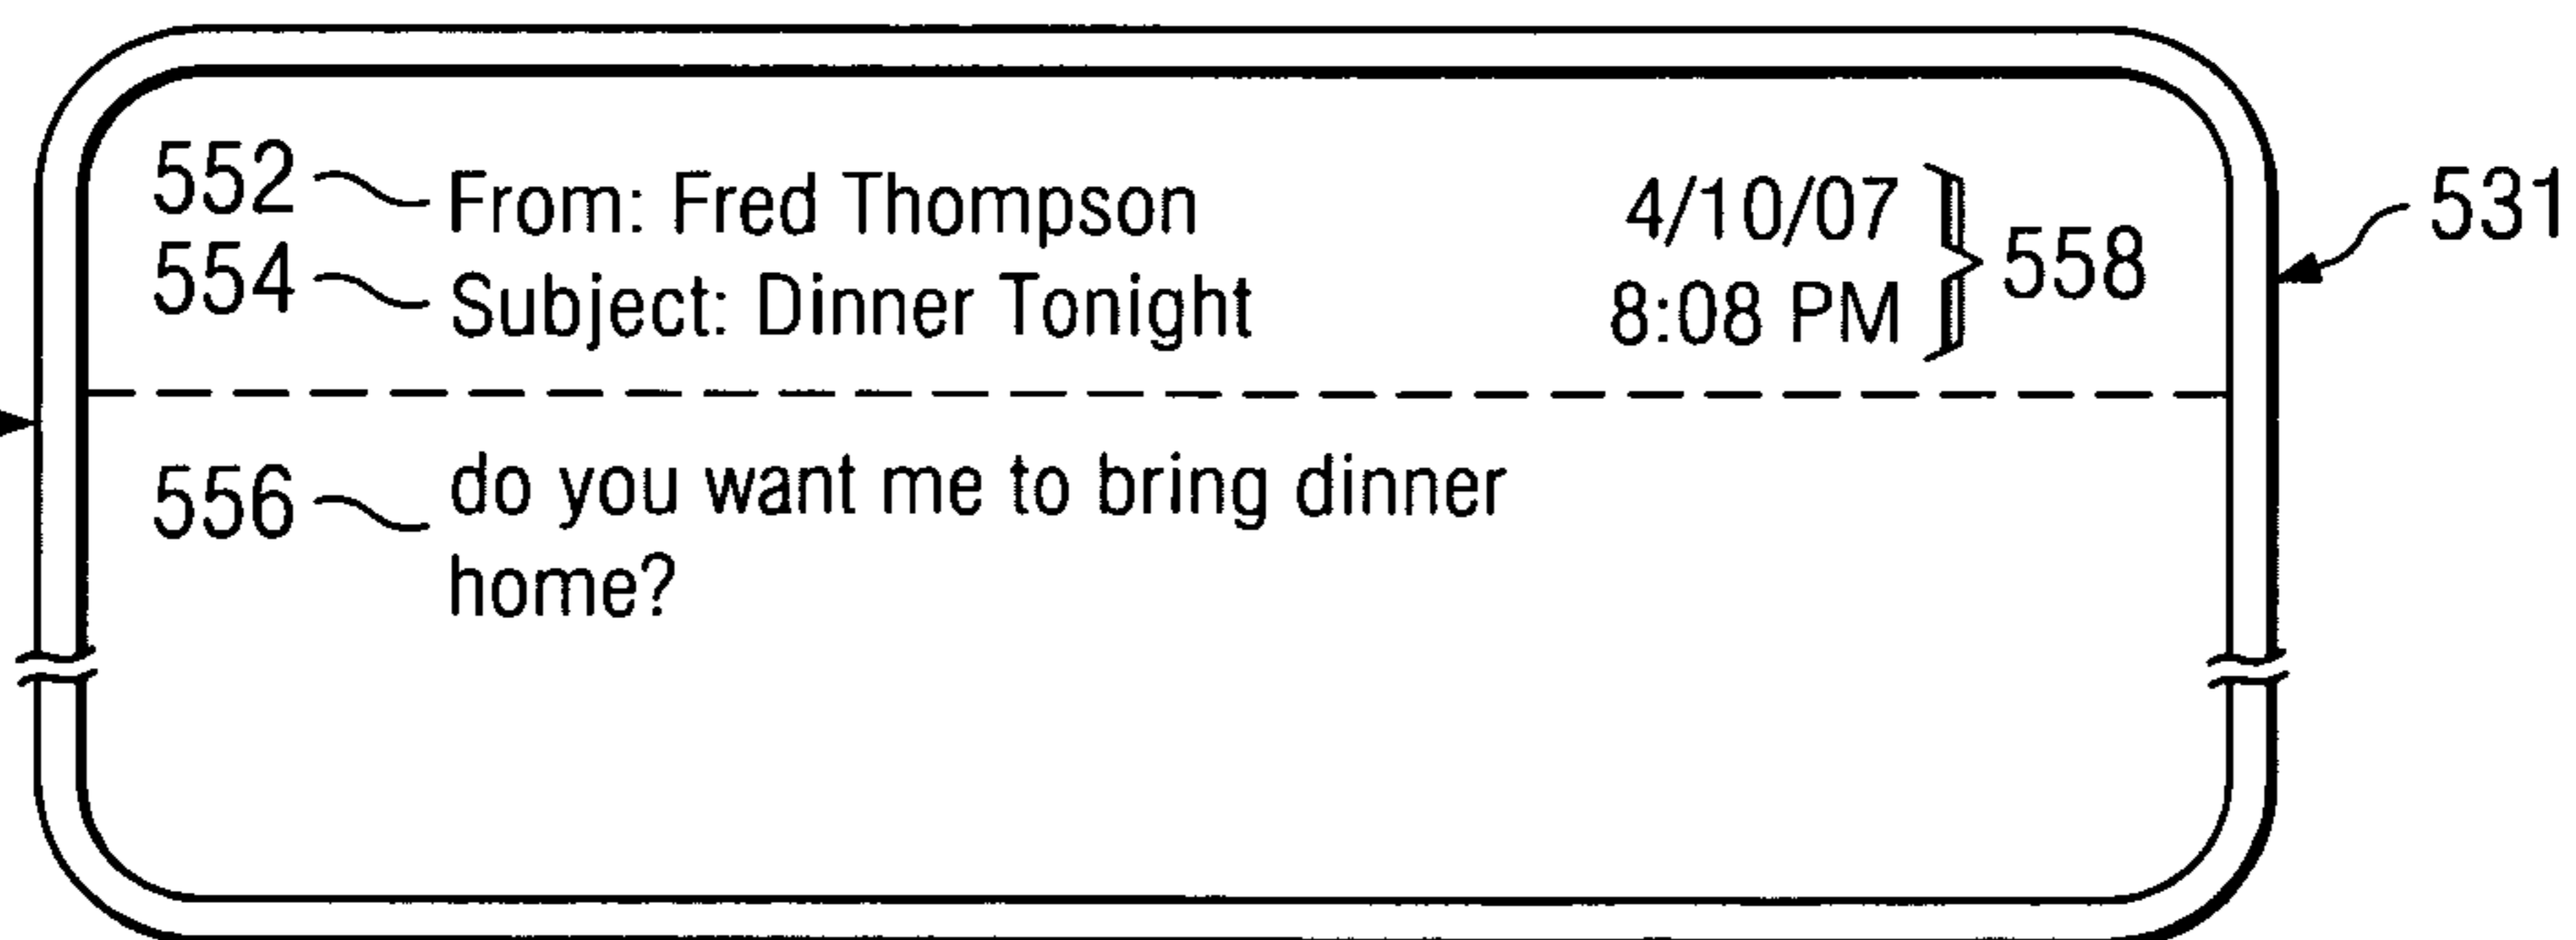 552 From: Fred Thompson 4/10/07
554 Subject: Dinner Tonight 8:08 PM
558
531
556 do you want me to bring dinner
home?